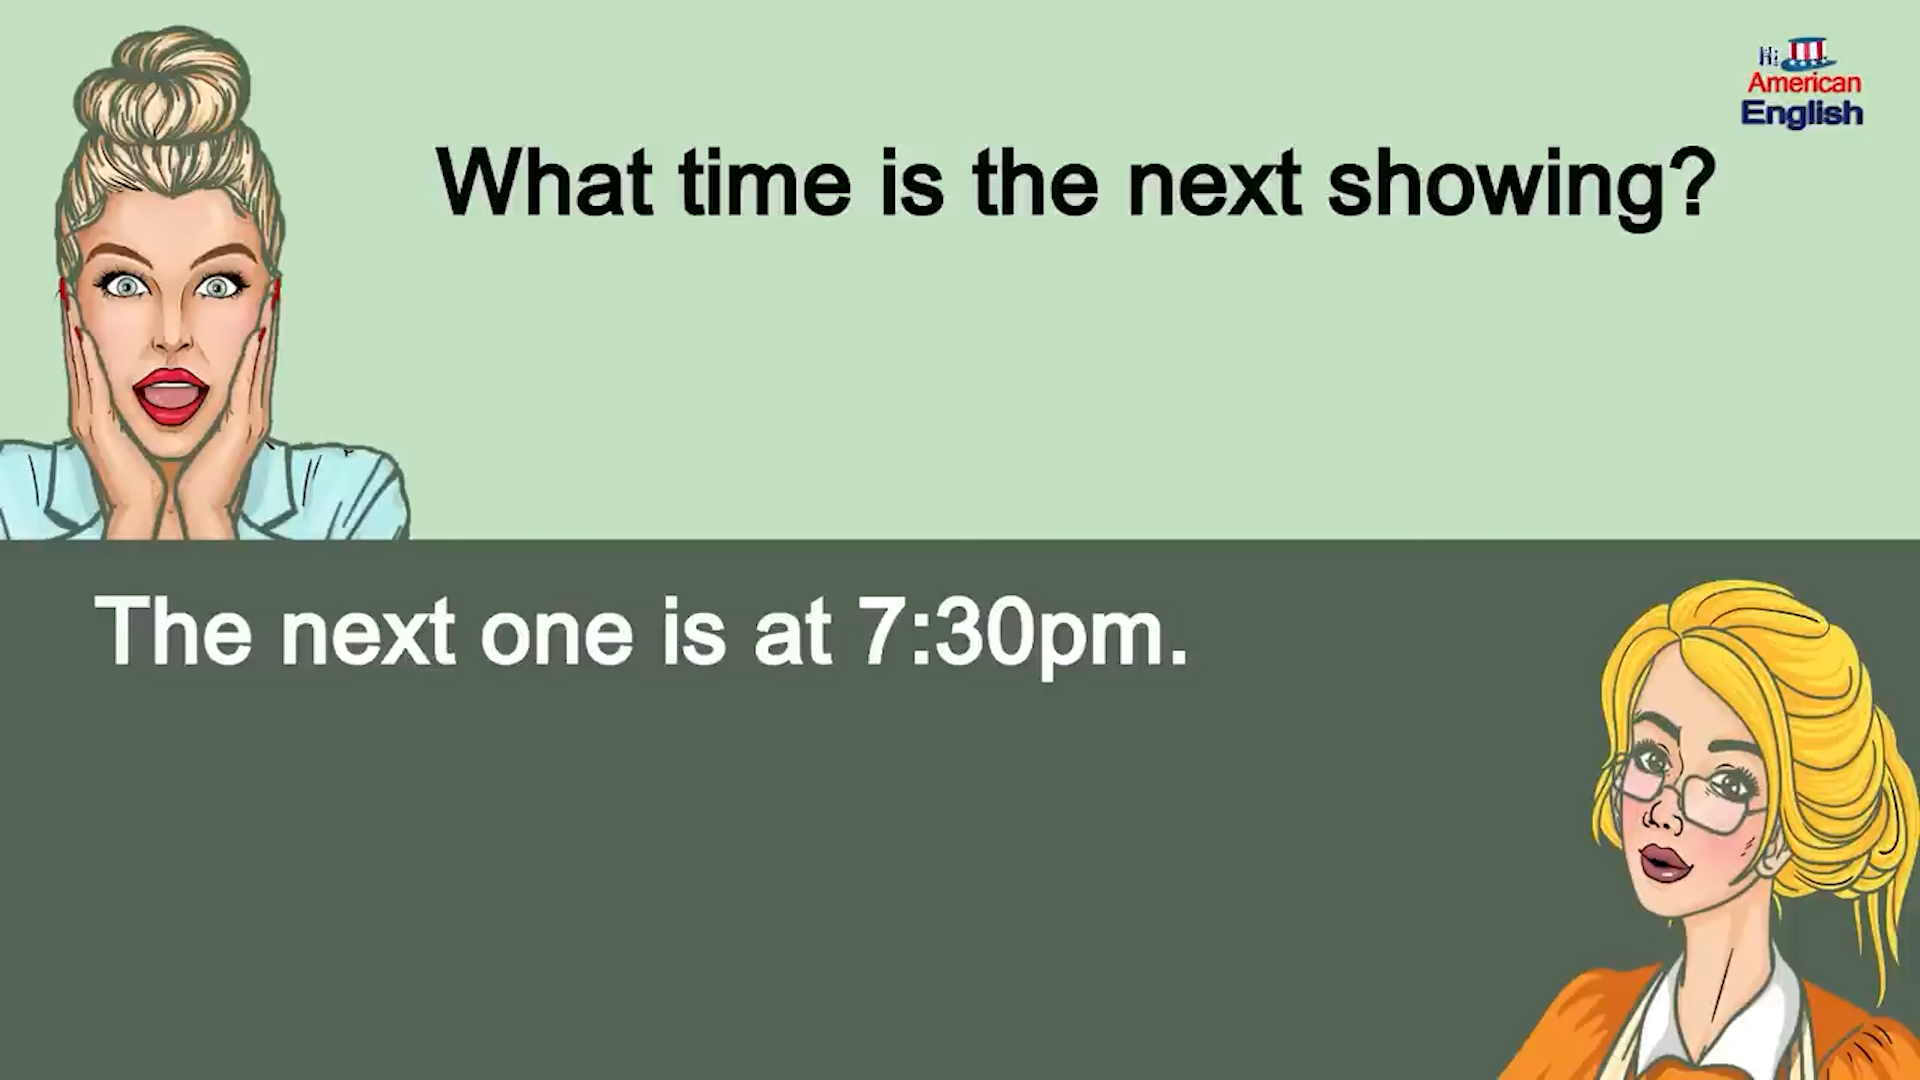 Hi
American
English
What time is the next showing?
The next one is at 7:30pm.